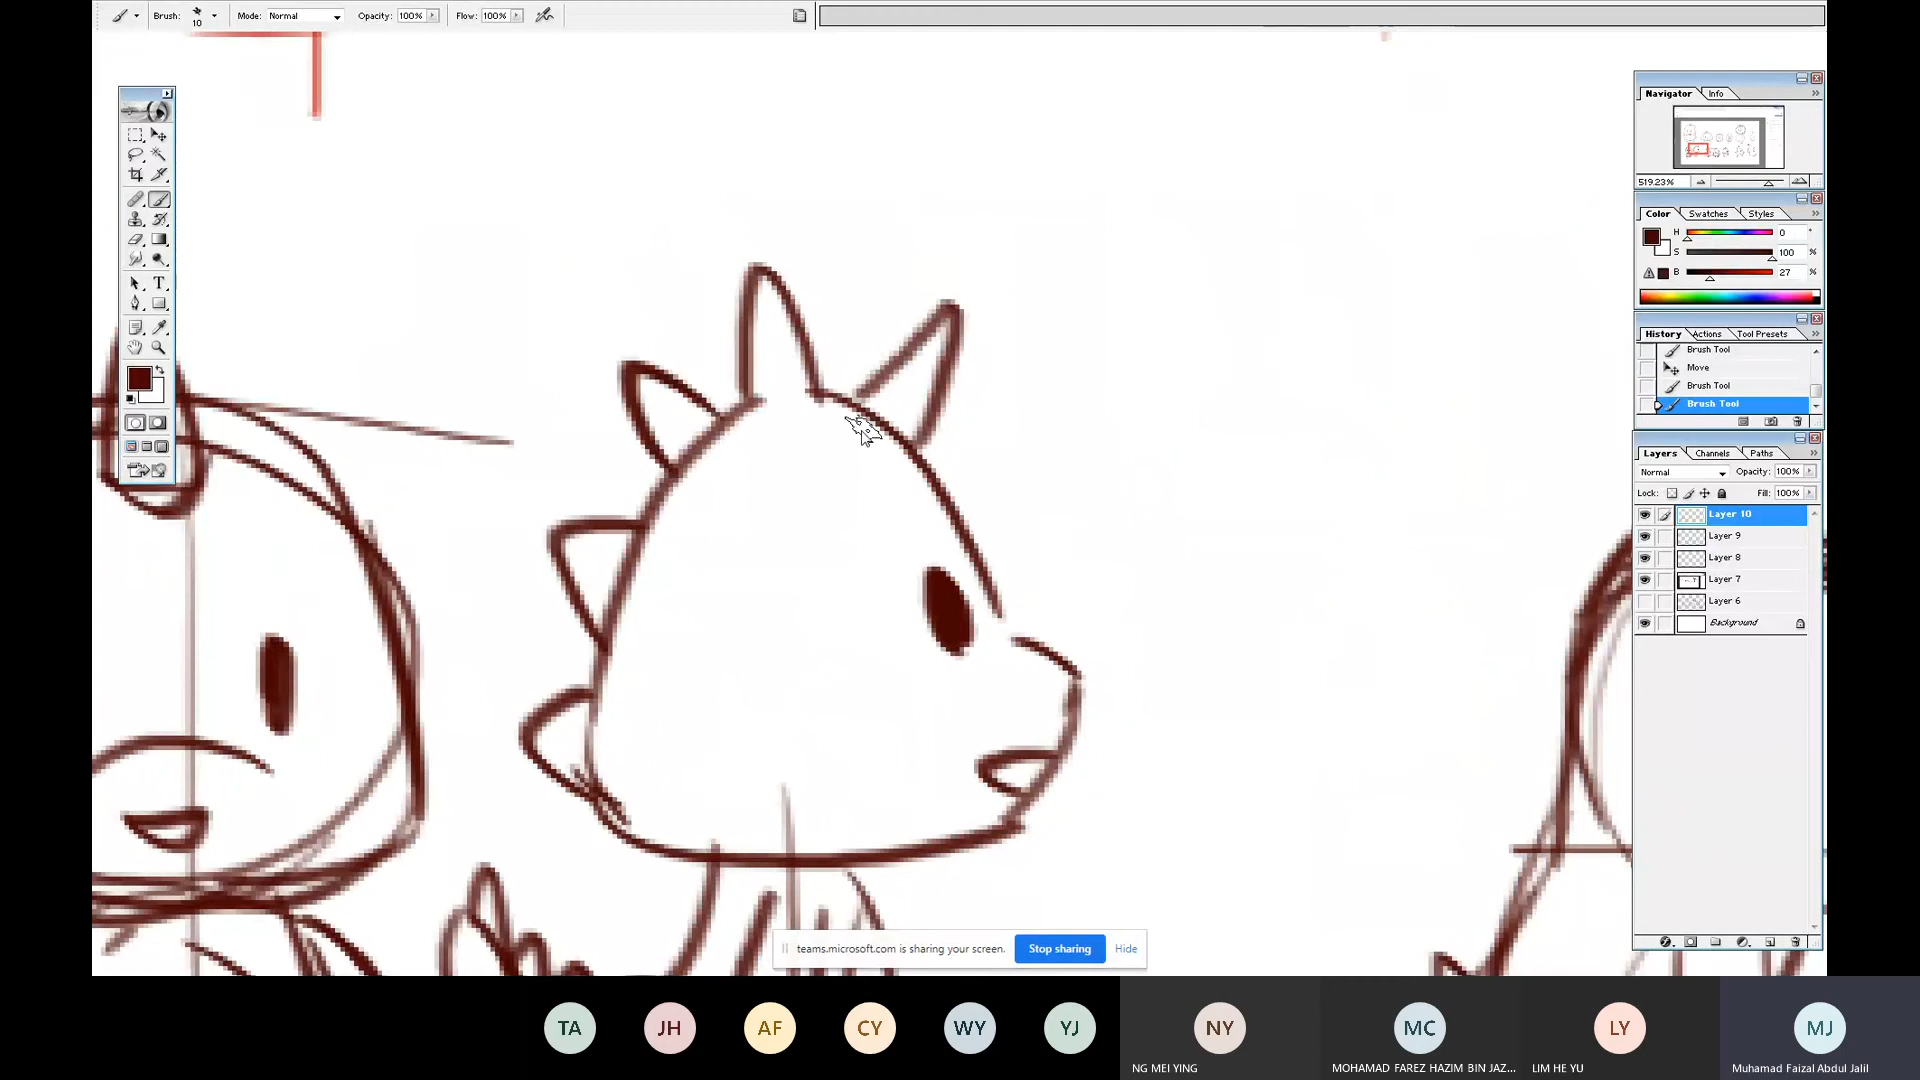 Brush: 10 Mode: Normal Opacity: 100% Flow: 100%
Navigator Info
519.23%
Color Swatches Styles
H 0 °
S 100 %
B 27 %
History Actions Tool Presets
Brush Tool
Move
Brush Tool
Brush Tool
Layers Channels Paths
Normal Opacity: 100%
Lock: Fill: 100%
Layer 10
Layer 9
Layer 8
Layer 7
Layer 6
Background
T
teams.microsoft.com is sharing your screen. Stop sharing Hide
TA JH AF CY WY YJ NY MC LY MJ
NG MEI YING MOHAMAD FAREZ HAZIM BIN JAZ... LIM HE YU Muhamad Faizal Abdul Jalil